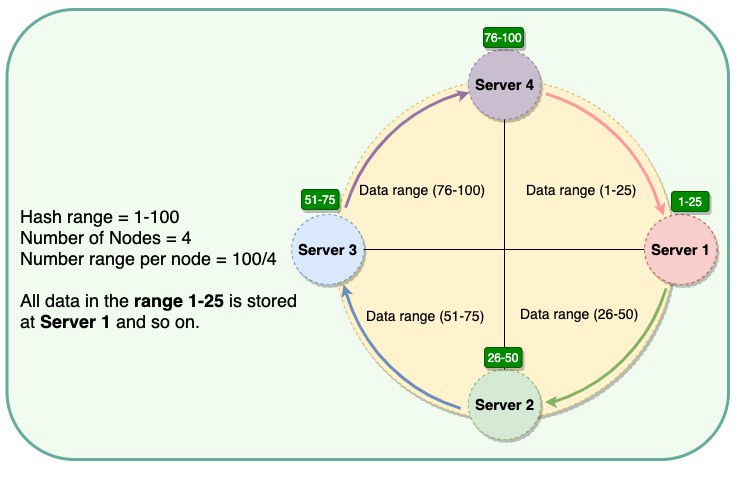 76-100
Server 4
Data range (76-100)
Data range (1-25)
51-75
1-25
Hash range = 1-100
Number of Nodes = 4
Number range per node = 100/4
Server 3
Server 1
All data in the range 1-25 is stored
at Server 1 and so on.
Data range (51-75)
Data range (26-50)
26-50
Server 2